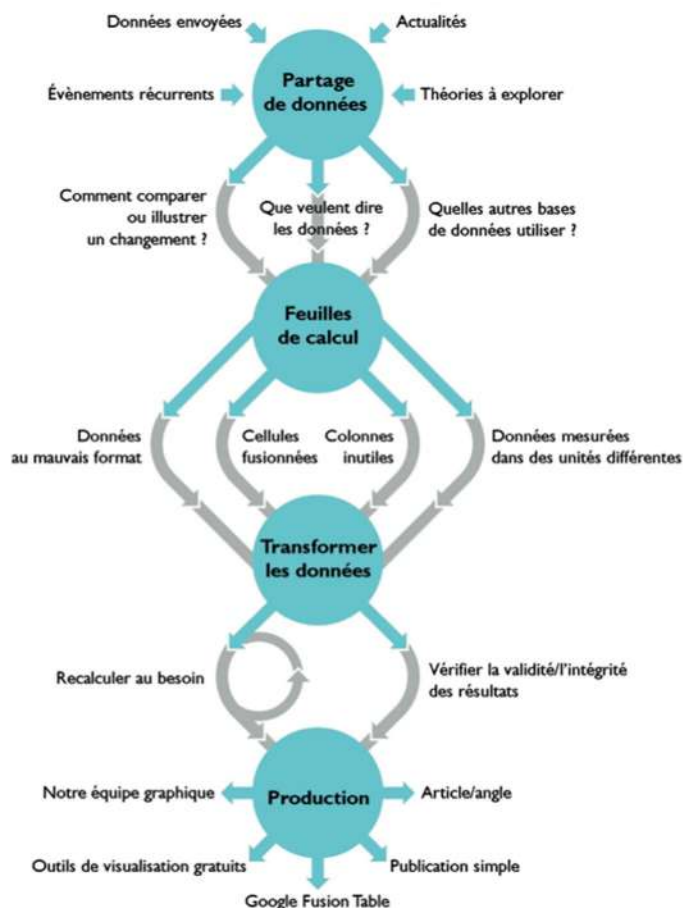 Données envoyées
Actualités
Partage
de données
Évènements récurrents
Théories à explorer
Comment comparer
ou illustrer
un changement ?
Que veulent dire
les données ?
Quelles autres bases
de données utiliser ?
Feuilles
de calcul
Données
au mauvais format
Cellules
fusionnées
Colonnes
inutiles
Données mesurées
dans des unités différentes
Transformer
les données
Recalculer au besoin
Vérifier la validité/l'intégrité
des résultats
Notre équipe graphique
Production
Article/angle
Outils de visualisation gratuits
Publication simple
Google Fusion Table